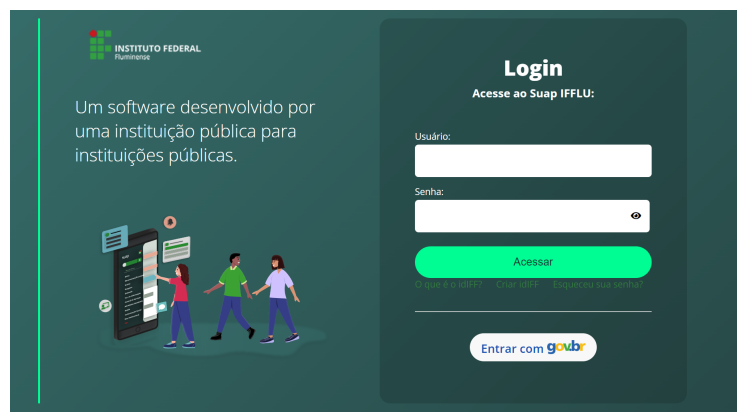 INSTITUTO FEDERAL
Fluminense
Um software desenvolvido por
uma instituição pública para
instituições públicas.
Login
Acesse ao Suap IFFLU:
Usuário:
Senha:
Acessar
O que é o idIFF? Criar idIFF Esqueceu sua senha?
Entrar com gov.br